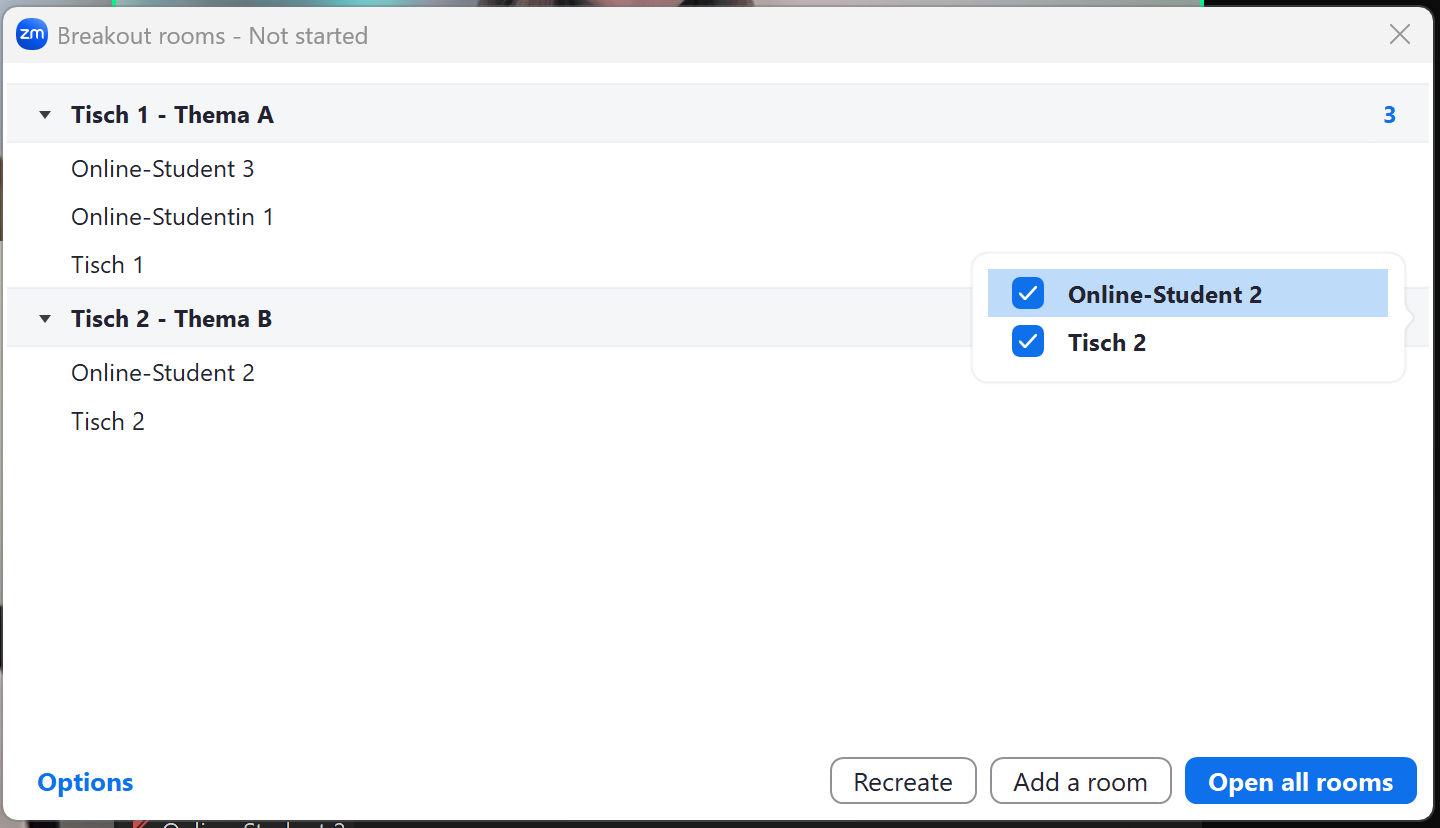 zm Breakout rooms - Not started
Tisch 1 - Thema A 3
Online-Student 3
Online-Studentin 1
Tisch 1
Online-Student 2
Tisch 2 - Thema B
Tisch 2
Online-Student 2
Tisch 2
Options Recreate Add a room Open all rooms